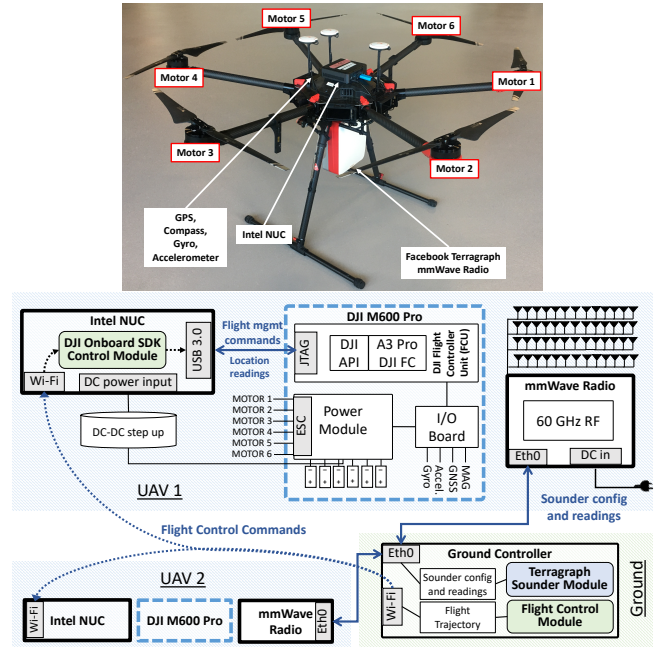 Motor 5
Motor 6
Motor 4
Motor 1
Motor 3
Motor 2
GPS,
Compass,
Gyro,
Accelerometer
Intel NUC
Facebook Terragraph
mmWave Radio
Intel NUC
DJI Onboard SDK
Control Module
USB 3.0
Wi-Fi
DC power input
DC-DC step up
UAV 1
Flight mgmt
commands
Location
readings
DJI M600 Pro
JTAG
DJI
API
A3 Pro
DJI FC
DJI Flight
Controller
Unit (FCU)
MOTOR 1
MOTOR 2
MOTOR 3
MOTOR 4
MOTOR 5
MOTOR 6
ESC
Power
Module
I/O
Board
Gyro
Accel.
GNSS
MAG
mmWave Radio
60 GHz RF
Eth0
DC in
Sounder config
and readings
Flight Control Commands
UAV 2
Wi-Fi
Intel NUC
DJI M600 Pro
mmWave
Radio
Eth0
Eth0
Ground Controller
Sounder config
and readings
Terragraph
Sounder Module
Wi-Fi
Flight
Trajectory
Flight Control
Module
Ground